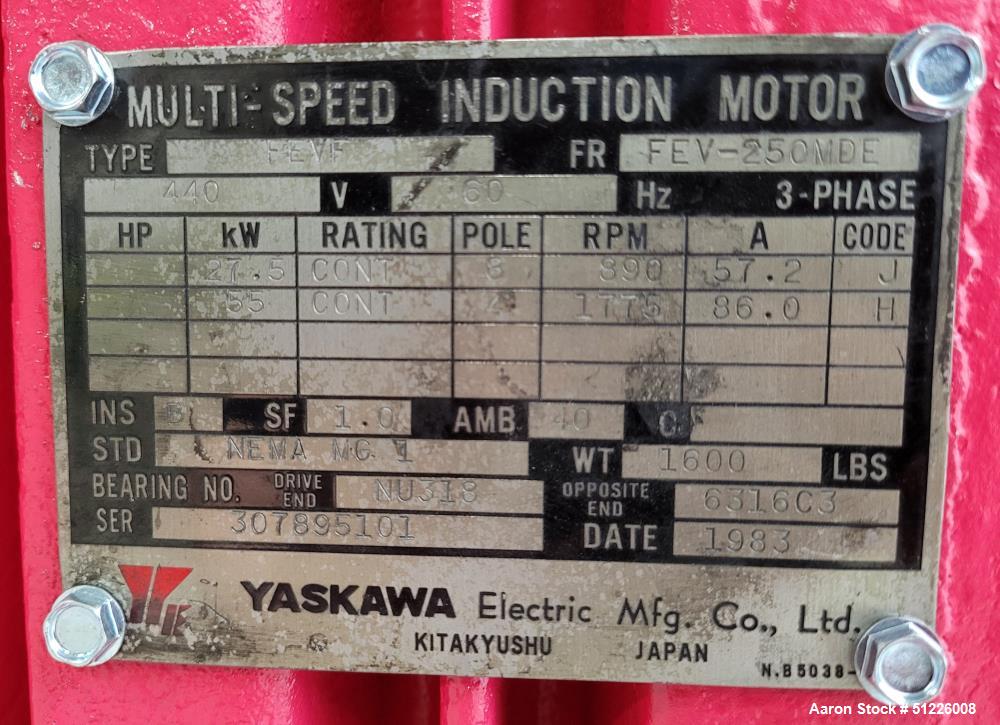 MULTI-SPEED INDUCTION MOTOR
TYPE FEVF FR FEV-250MDE
440 V 60 Hz 3-PHASE
HP kW RATING POLE RPM A CODE
27.5 CONT 8 890 57.2 J
55 CONT 4 1775 86.0 H
INS B SF 1.0 AMB 40 C
STD NEMA MG 1 WT 1600 LBS
BEARING NO. DRIVE END NU318 OPPOSITE END 6316C3
SER 307895101 DATE 1983
YASKAWA Electric Mfg. Co., Ltd.
KITAKYUSHU JAPAN
N.B5038-
Aaron Stock # 51226008